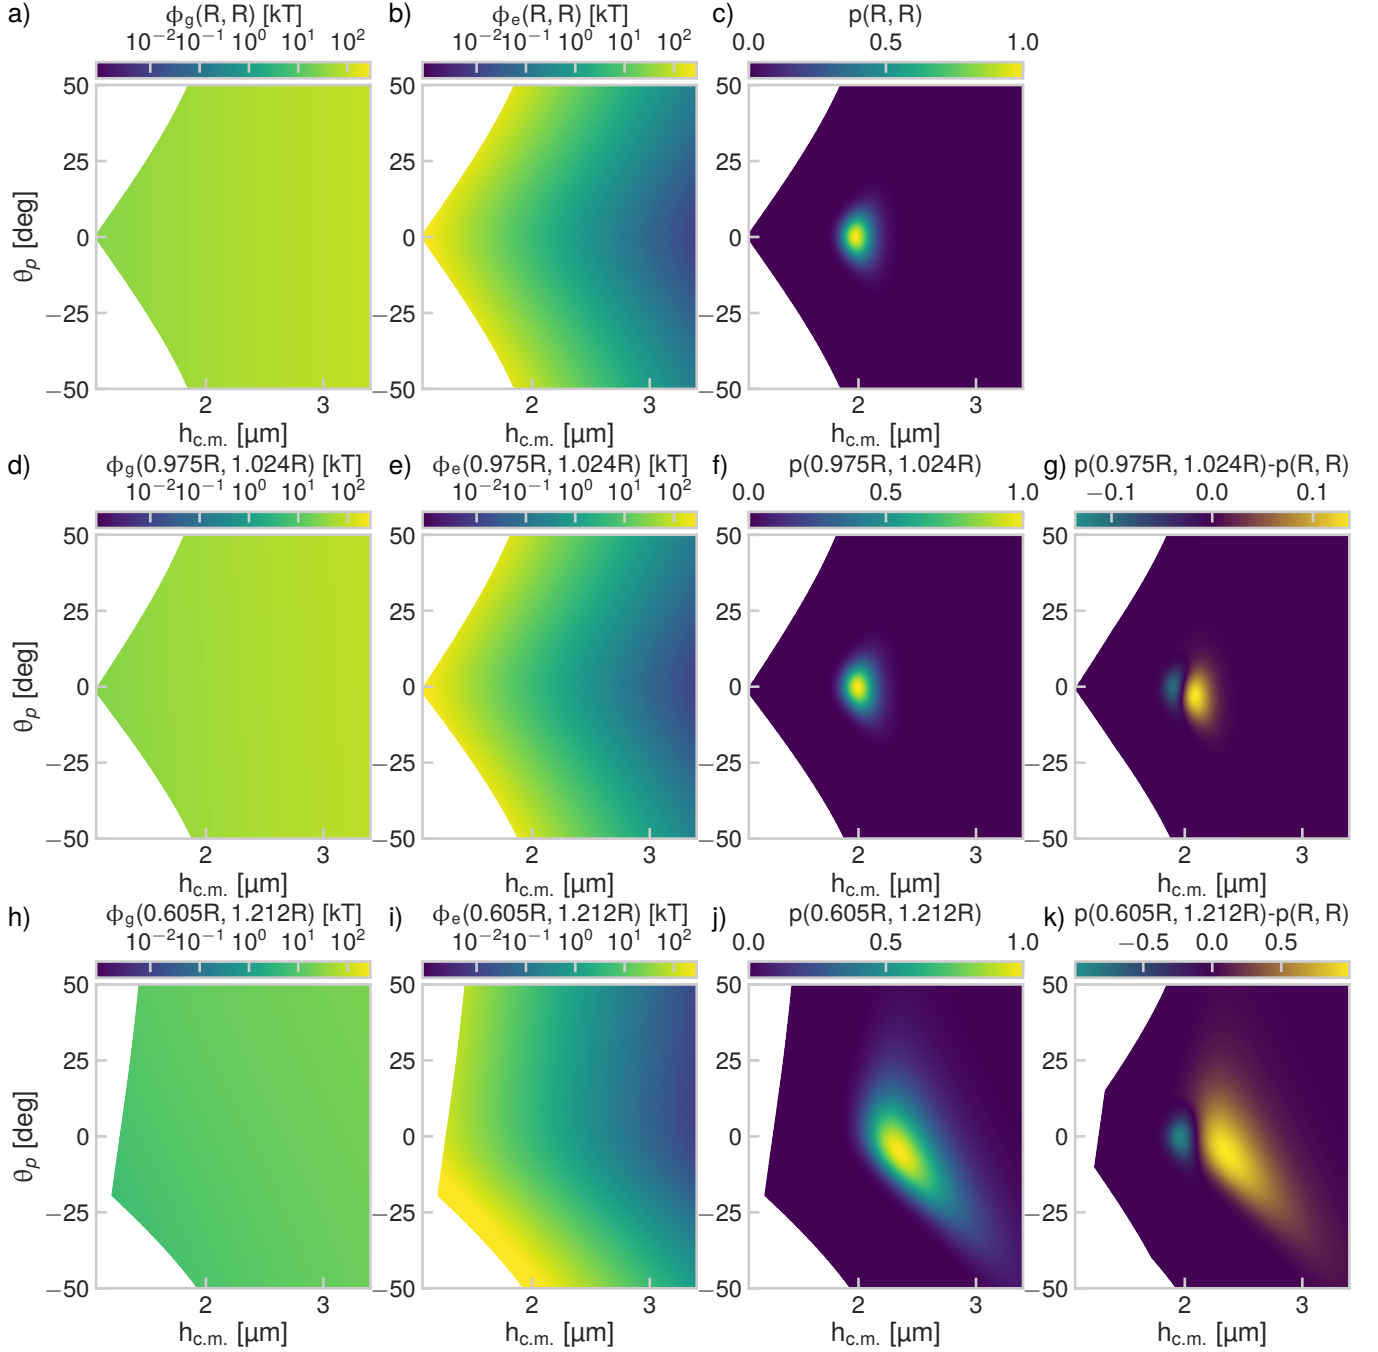 a) ϕg(R, R) [kT] b) ϕe(R, R) [kT] c) p(R, R)
10−2 10−1 100 101 102 10−2 10−1 100 101 102 0.0 0.5 1.0
50 50 50
25 25 25
θp [deg] 0 0 0
−25 −25 −25
−50 −50 −50
2 3 2 3 2 3
hc.m. [µm] hc.m. [µm] hc.m. [µm]
d) ϕg(0.975R, 1.024R) [kT] e) ϕe(0.975R, 1.024R) [kT] f) p(0.975R, 1.024R) g) p(0.975R, 1.024R)-p(R, R)
10−2 10−1 100 101 102 10−2 10−1 100 101 102 0.0 0.5 1.0 −0.1 0.0 0.1
50 50 50 50
25 25 25 25
θp [deg] 0 0 0 0
−25 −25 −25 −25
−50 −50 −50 −50
2 3 2 3 2 3 2 3
hc.m. [µm] hc.m. [µm] hc.m. [µm] hc.m. [µm]
h) ϕg(0.605R, 1.212R) [kT] i) ϕe(0.605R, 1.212R) [kT] j) p(0.605R, 1.212R) k) p(0.605R, 1.212R)-p(R, R)
10−2 10−1 100 101 102 10−2 10−1 100 101 102 0.0 0.5 1.0 −0.5 0.0 0.5
50 50 50 50
25 25 25 25
θp [deg] 0 0 0 0
−25 −25 −25 −25
−50 −50 −50 −50
2 3 2 3 2 3 2 3
hc.m. [µm] hc.m. [µm] hc.m. [µm] hc.m. [µm]